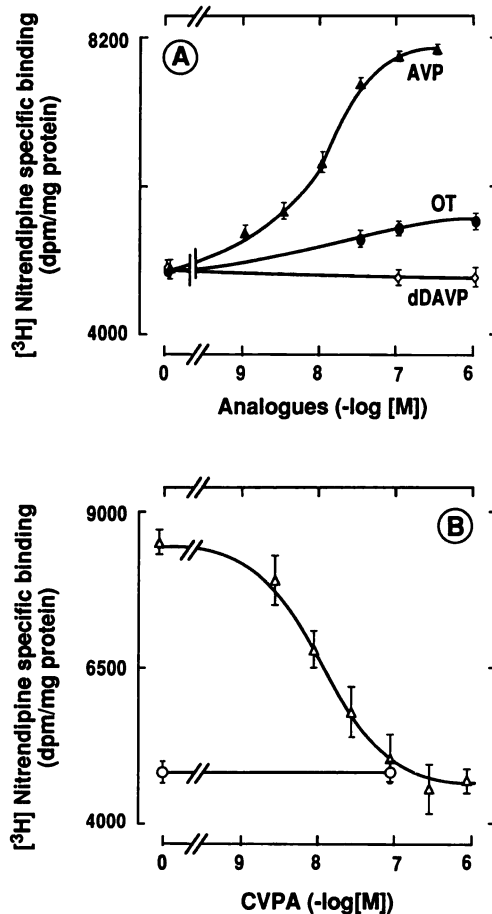 A
[³H] Nitrendipine specific binding
(dpm/mg protein)
8200
4000
AVP
OT
dDAVP
0 9 8 7 6
Analogues (-log [M])
B
[³H] Nitrendipine specific binding
(dpm/mg protein)
9000
6500
4000
0 9 8 7 6
CVPA (-log[M])